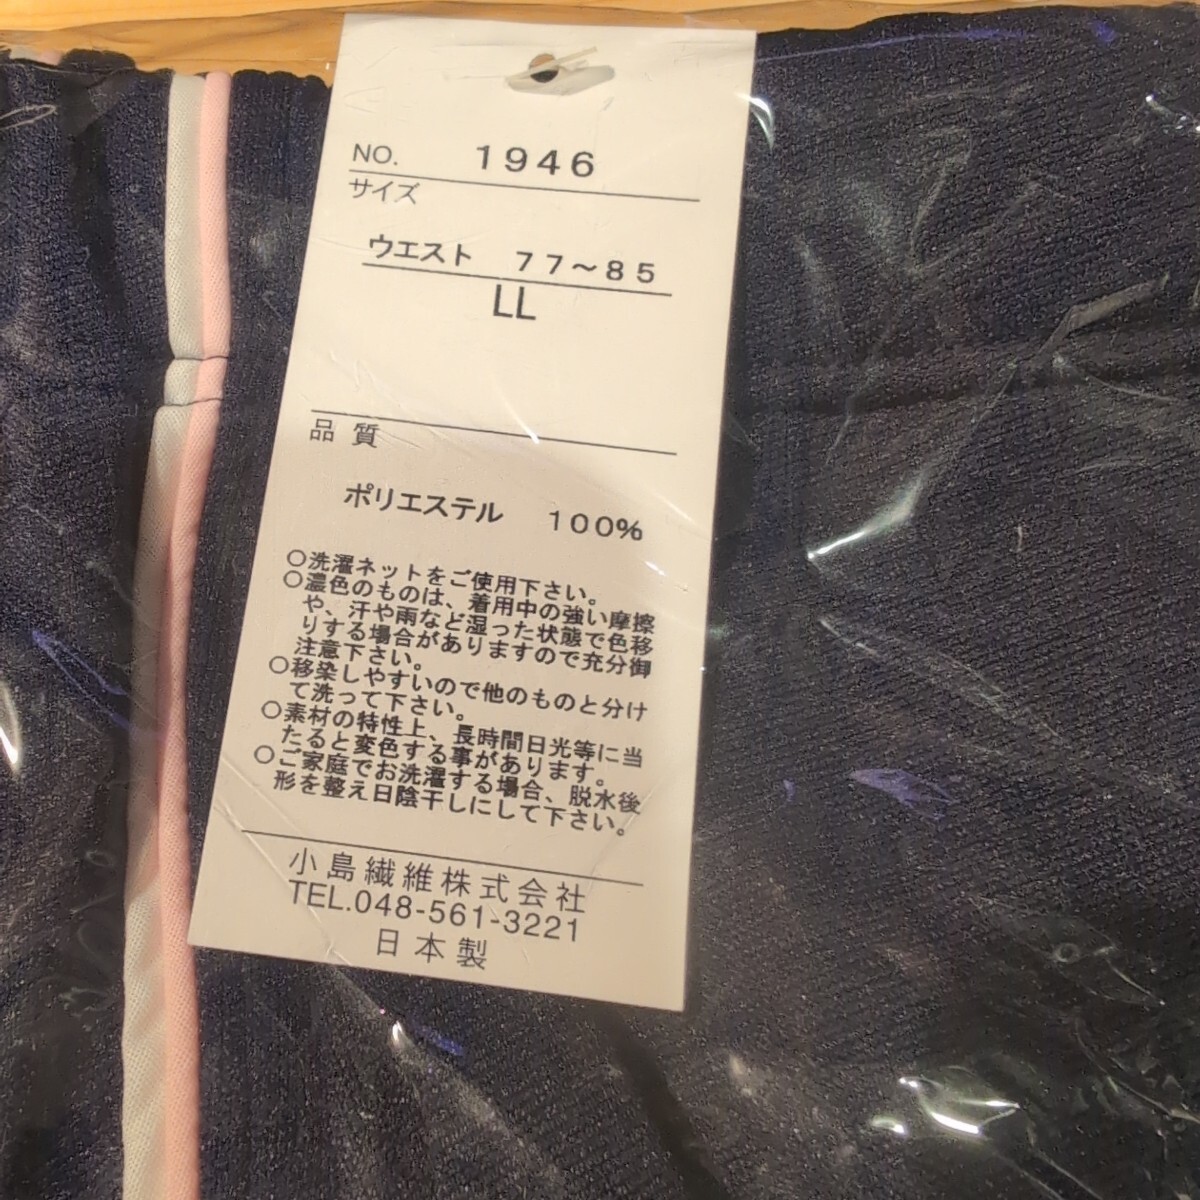 NO. 1946
サイズ
ウエスト 77～85
LL
品質
ポリエステル 100%
○洗濯ネットをご使用下さい。
○濃色のものは、着用中の強い摩擦
や、汗や雨など湿った状態で色移
りする場合がありますので充分御
注意下さい。
○移染しやすいので他のものと分け
て洗って下さい。
○素材の特性上、長時間日光等に当
たると変色する事があります。
○ご家庭でお洗濯する場合、脱水後
形を整え日陰干しにして下さい。
小島繊維株式会社
TEL.048-561-3221
日本製